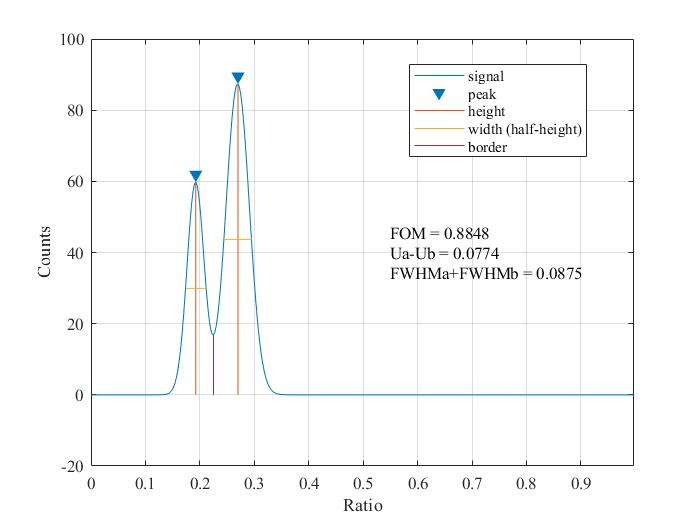 100
80
60
40
20
0
-20
0 0.1 0.2 0.3 0.4 0.5 0.6 0.7 0.8 0.9
Counts
Ratio
signal
peak
height
width (half-height)
border
FOM = 0.8848
Ua-Ub = 0.0774
FWHMa+FWHMb = 0.0875